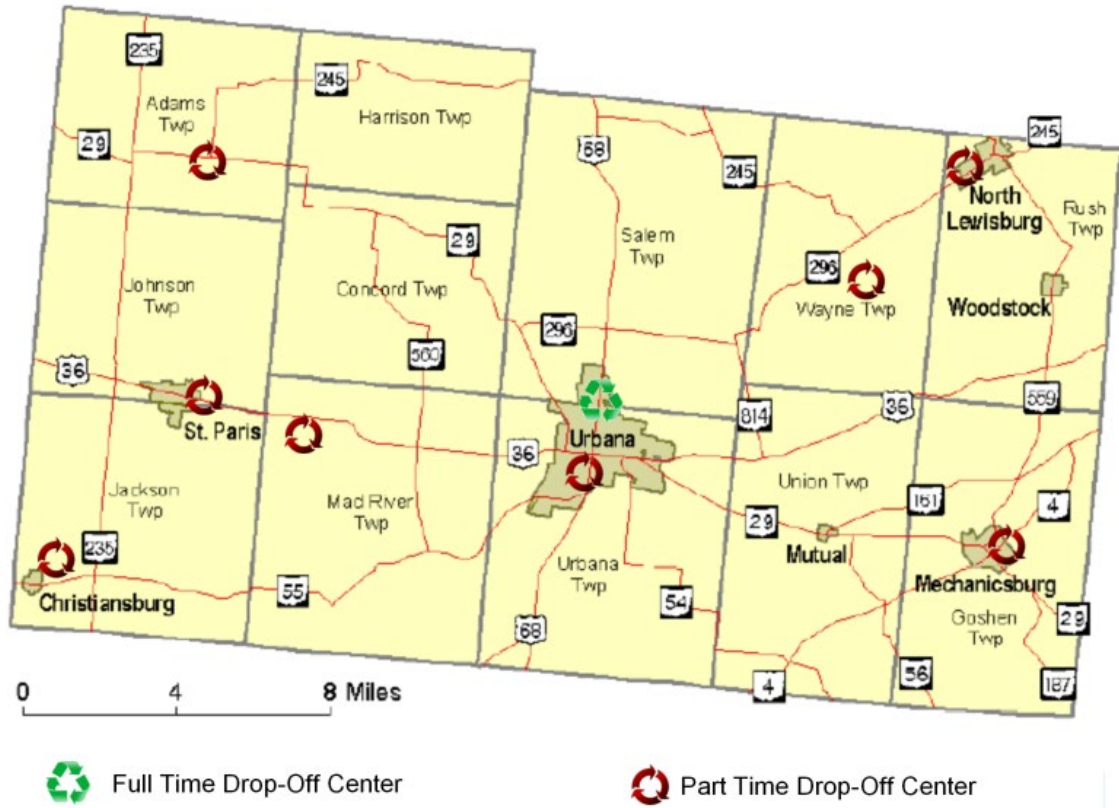 235
Adams
Twp
245
Harrison Twp
29
68
245
245
North
Lewisburg
Rush
Twp
Salem
Twp
29
296
Wayne Twp
Johnson
Twp
Concord Twp
Woodstock
296
560
36
St. Paris
814
36
559
Urbana
36
Jackson
Twp
Mad River
Twp
Union Twp
161
4
29
Mutual
Mechanicsburg
235
Christiansburg
55
Urbana
Twp
54
Goshen
Twp
29
68
4
56
187
0 4 8 Miles
Full Time Drop-Off Center
Part Time Drop-Off Center